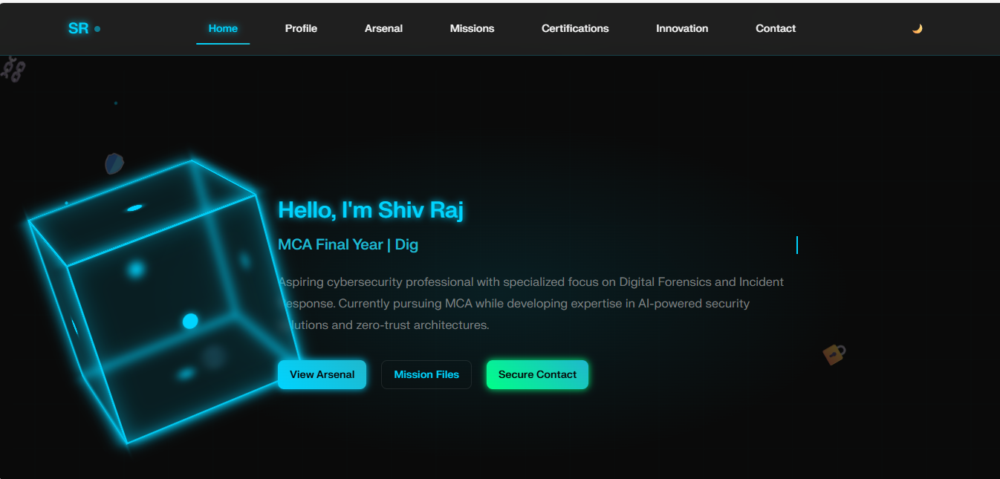 SR
Home Profile Arsenal Missions Certifications Innovation Contact
Hello, I'm Shiv Raj
MCA Final Year | Dig
Aspiring cybersecurity professional with specialized focus on Digital Forensics and Incident
esponse. Currently pursuing MCA while developing expertise in AI-powered security
lutions and zero-trust architectures.
View Arsenal Mission Files Secure Contact